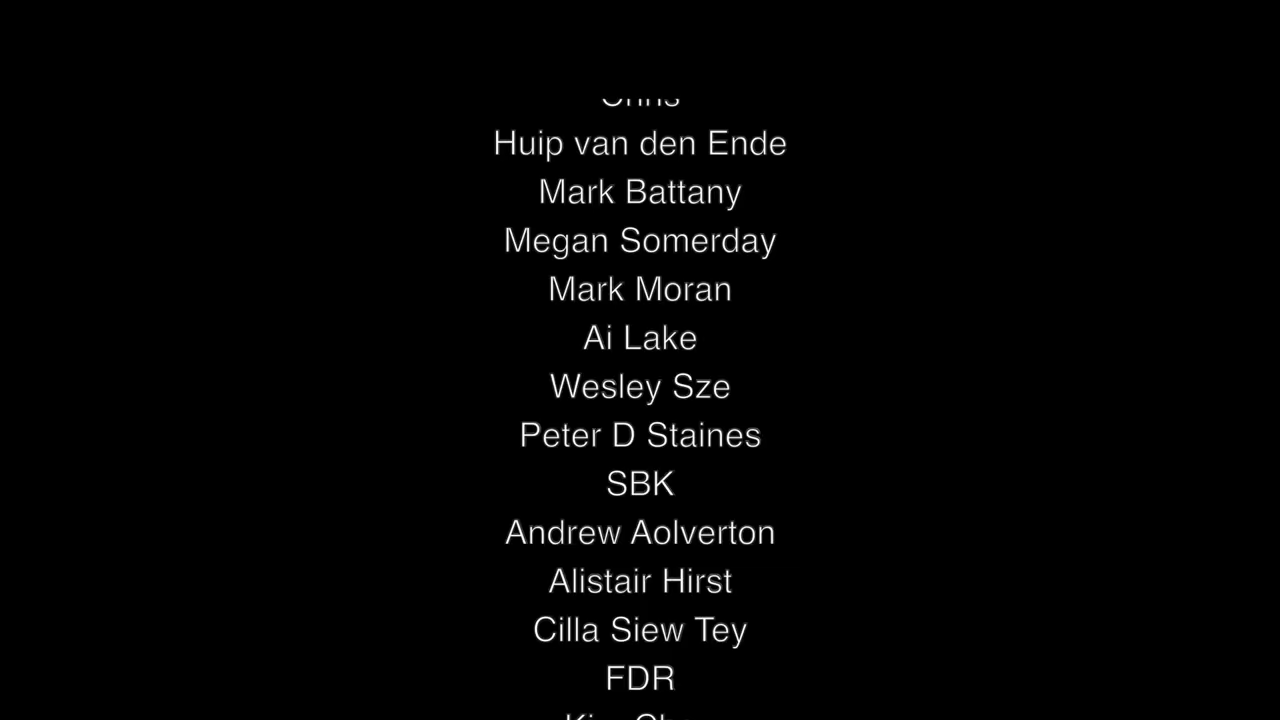 Chris
Huip van den Ende
Mark Battany
Megan Somerday
Mark Moran
Ai Lake
Wesley Sze
Peter D Staines
SBK
Andrew Aolverton
Alistair Hirst
Cilla Siew Tey
FDR